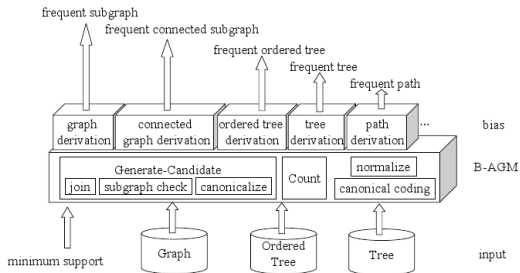 frequent subgraph
frequent connected subgraph
frequent ordered tree
frequent tree
frequent path
graph
derivation
connected
graph derivation
ordered tree
derivation
tree
derivation
path
derivation
...
bias
Generate-Candidate
join
subgraph check
canonicalize
Count
normalize
canonical coding
B-AGM
minimum support
Graph
Ordered
Tree
Tree
input